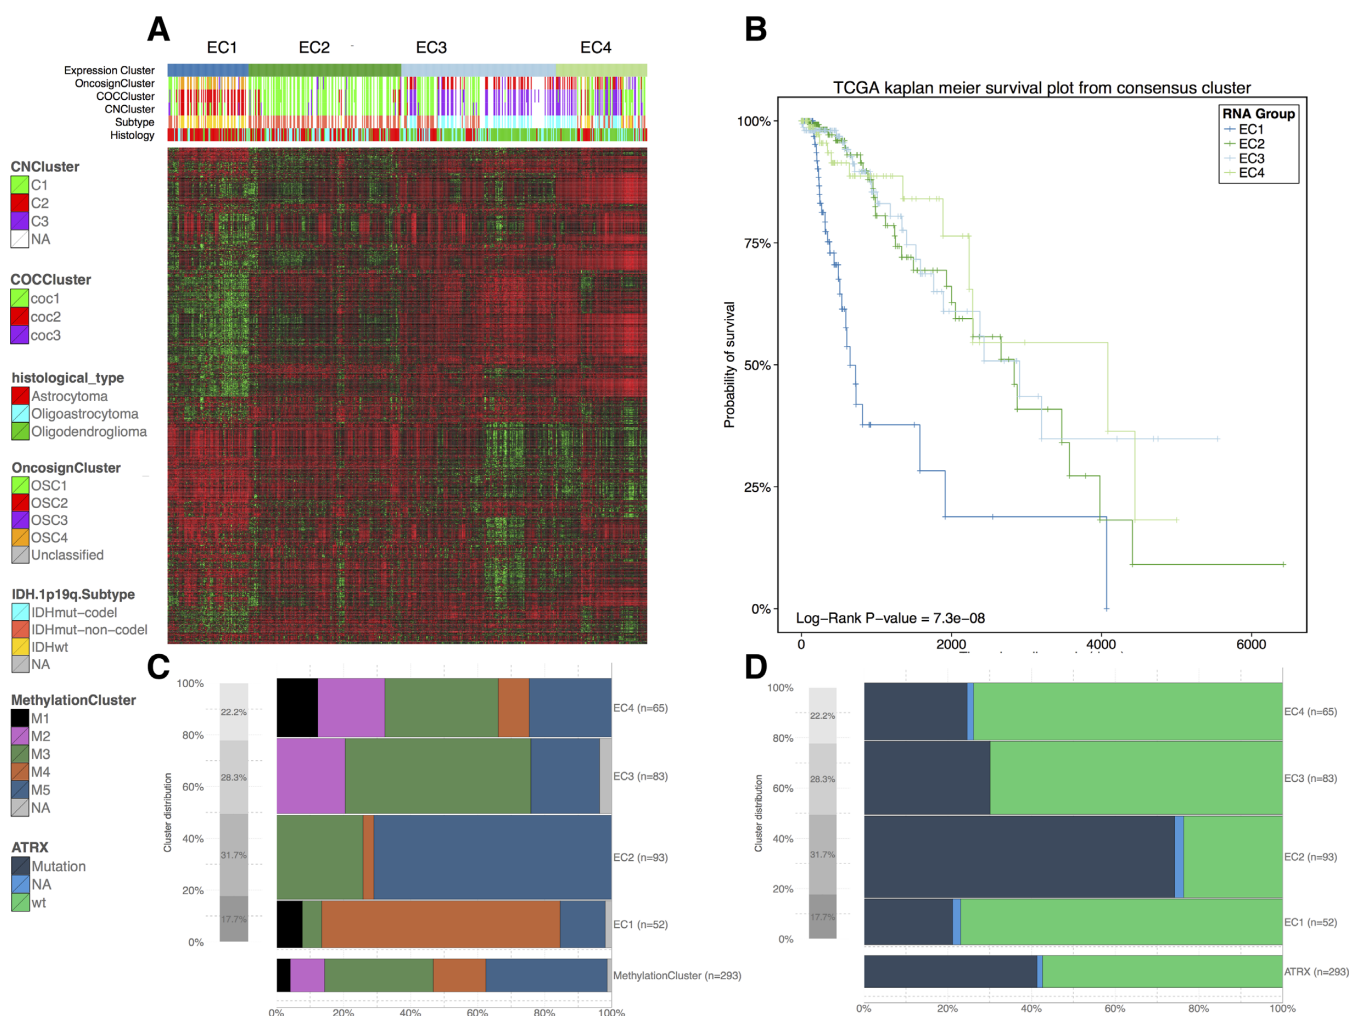 A
EC1 EC2 EC3 EC4
Expression Cluster
OncosignCluster
COCCluster
CNCluster
Subtype
Histology
CNCluster
C1
C2
C3
NA
COCCluster
coc1
coc2
coc3
histological_type
Astrocytoma
Oligoastrocytoma
Oligodendroglioma
OncosignCluster
OSC1
OSC2
OSC3
OSC4
Unclassified
IDH.1p19q.Subtype
IDHmut-codel
IDHmut-non-codel
IDHwt
NA
MethylationCluster
M1
M2
M3
M4
M5
NA
ATRX
Mutation
NA
wt
B
TCGA kaplan meier survival plot from consensus cluster
RNA Group
EC1
EC2
EC3
EC4
Probability of survival
100%
75%
50%
25%
0%
Log-Rank P-value = 7.3e-08
0 2000 4000 6000
C
Cluster distribution
100%
80%
60%
40%
20%
0%
22.2%
28.3%
31.7%
17.7%
EC4 (n=65)
EC3 (n=83)
EC2 (n=93)
EC1 (n=52)
MethylationCluster (n=293)
0% 20% 40% 60% 80% 100%
D
Cluster distribution
100%
80%
60%
40%
20%
0%
22.2%
28.3%
31.7%
17.7%
EC4 (n=65)
EC3 (n=83)
EC2 (n=93)
EC1 (n=52)
ATRX (n=293)
0% 20% 40% 60% 80% 100%